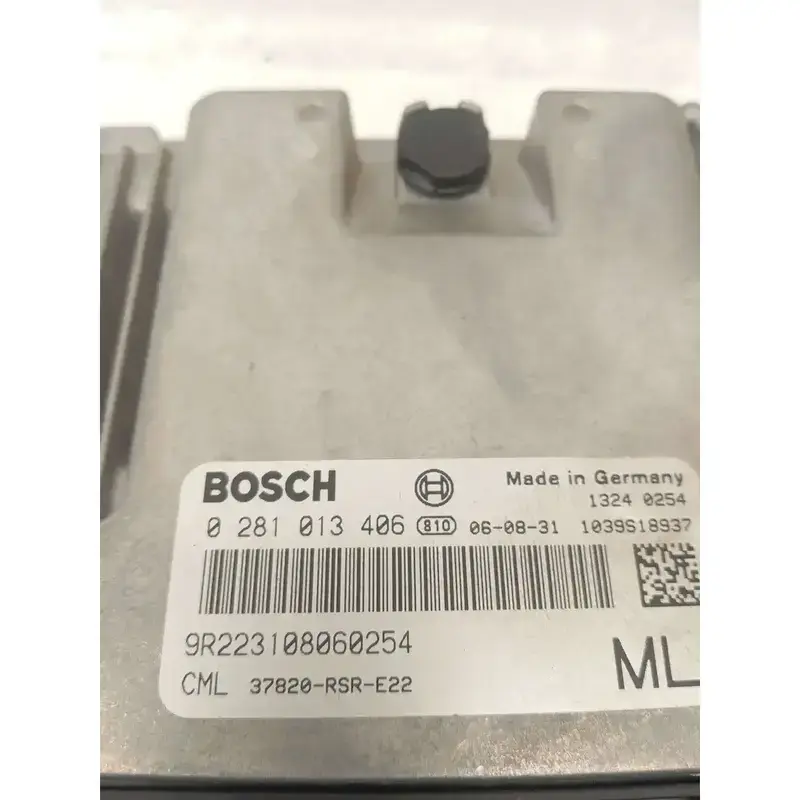 BOSCH Made in Germany
1324 0254
0 281 013 406 810 06-08-31 1039S18937
9R223108060254
CML 37820-RSR-E22
ML